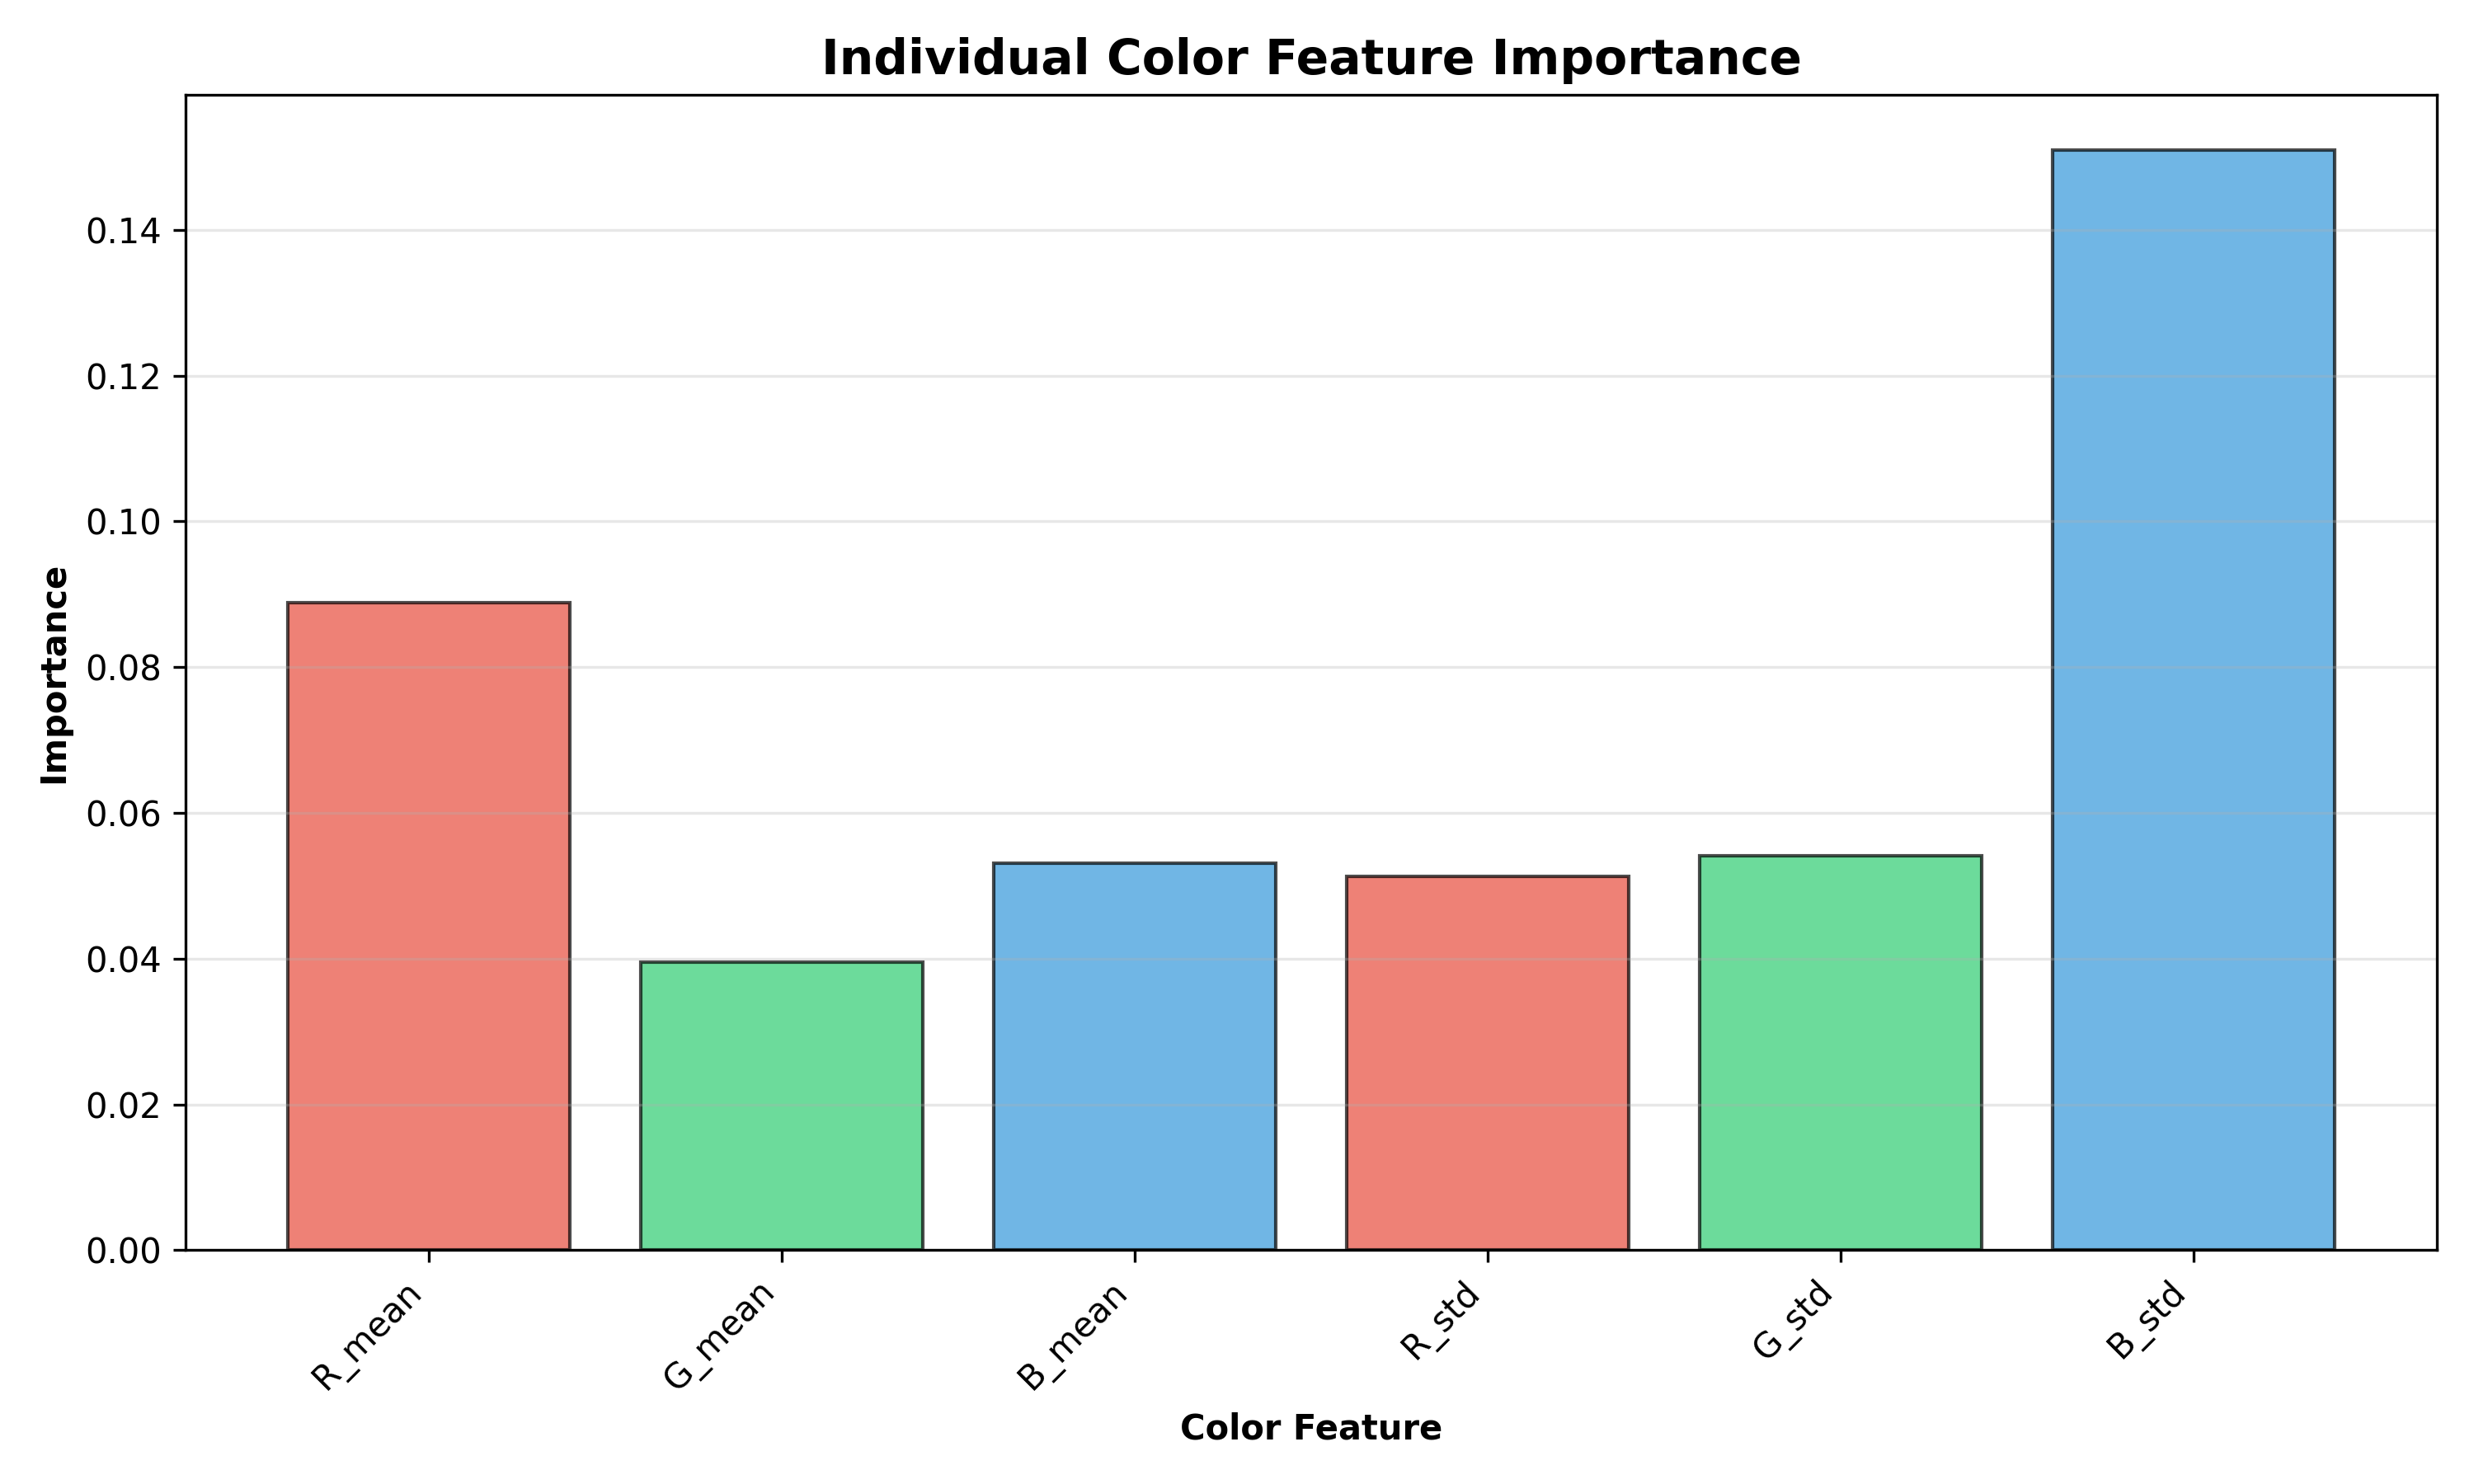 Individual Color Feature Importance
Importance
0.14
0.12
0.10
0.08
0.06
0.04
0.02
0.00
R_mean
G_mean
B_mean
R_std
G_std
B_std
Color Feature